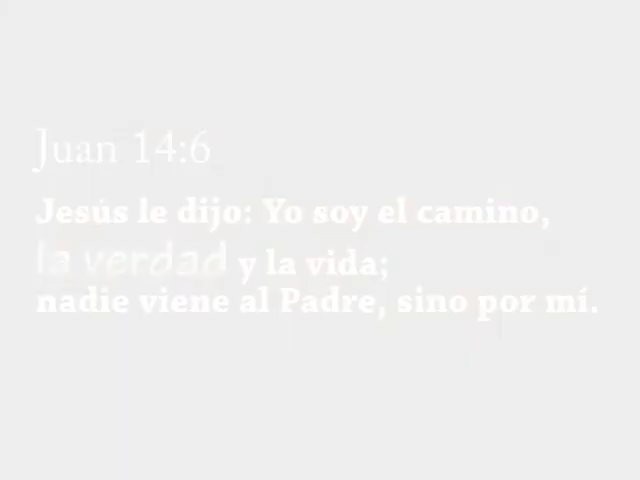 Juan 14:6
Jesús le dijo: Yo soy el camino,
la verdad y la vida;
nadie viene al Padre, sino por mí.